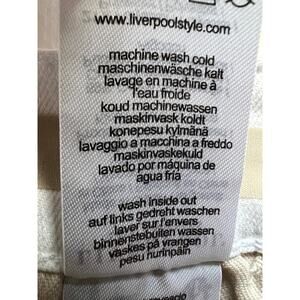 www.liverpoolstyle.com
machine wash cold
maschinenwäsche kalt
lavage en machine à
l'eau froide
koud machinewassen
maskinvask koldt
konepesu kylmänä
lavaggio a macchina a freddo
maskinvaskekuld
lavado por máquina de
agua fría
wash inside out
auf links gedreht waschen
laver sur l'envers
binnenstebuiten wassen
vaskes på vrangen
pesu nurinpäin